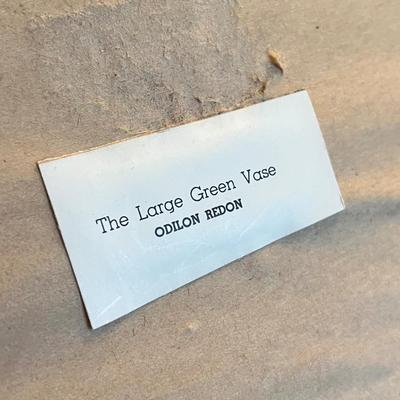 The Large Green Vase
ODILON REDON